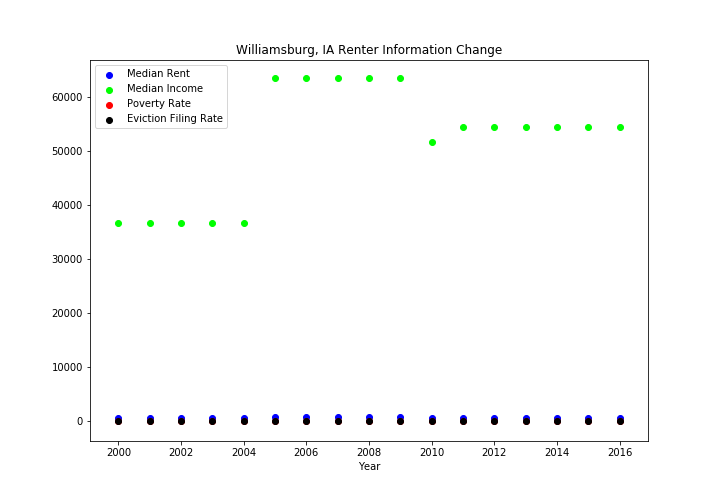 Williamsburg, IA Renter Information Change
Median Rent
Median Income
Poverty Rate
Eviction Filing Rate
60000
50000
40000
30000
20000
10000
0
2000 2002 2004 2006 2008 2010 2012 2014 2016
Year